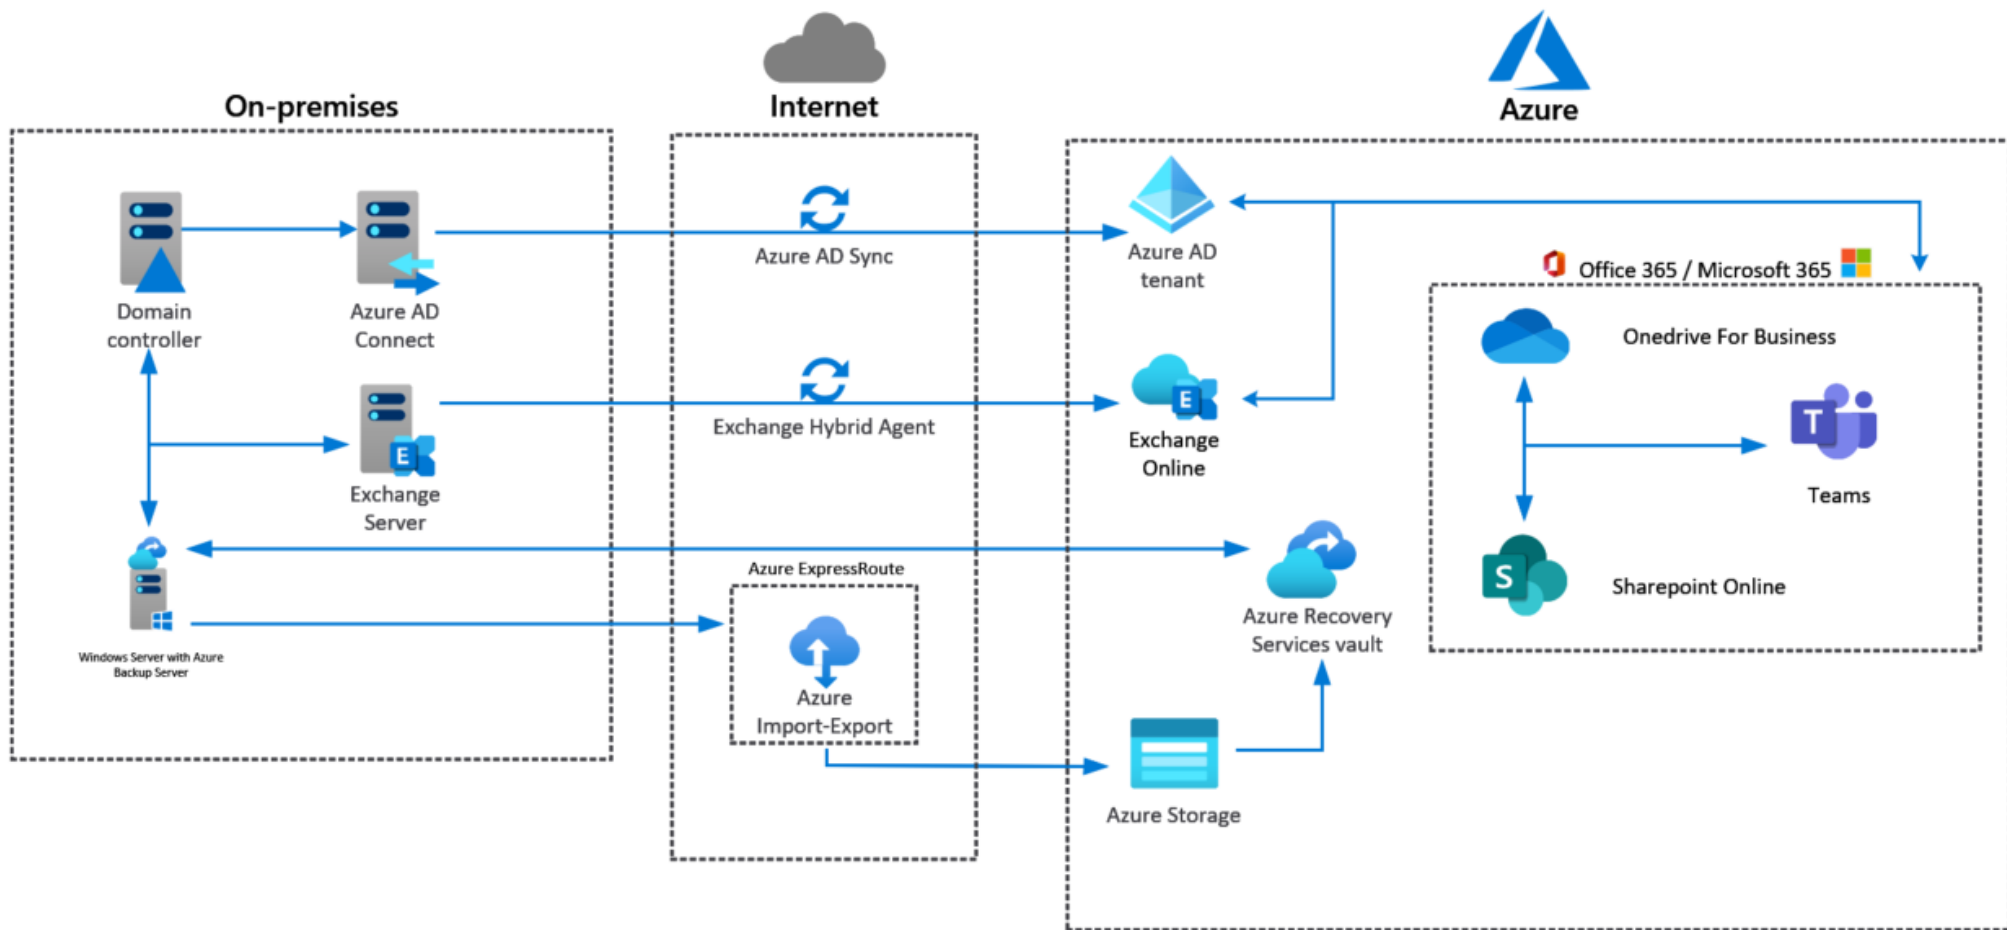 On-premises
Internet
Azure
Domain
controller
Azure AD
Connect
Azure AD Sync
Azure AD
tenant
Office 365 / Microsoft 365
Onedrive For Business
Exchange
Server
Exchange Hybrid Agent
Exchange
Online
Teams
Sharepoint Online
Windows Server with Azure
Backup Server
Azure ExpressRoute
Azure
Import-Export
Azure Recovery
Services vault
Azure Storage
E
E
T
S